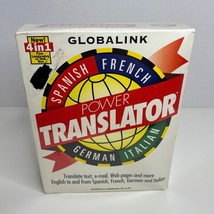 GLOBALINK
New!
4 in 1
SPANISH FRENCH
POWER
TRANSLATOR
GERMAN ITALIAN
Translate text, e-mail, Web pages and more
English to and from Spanish, French, German and Italian